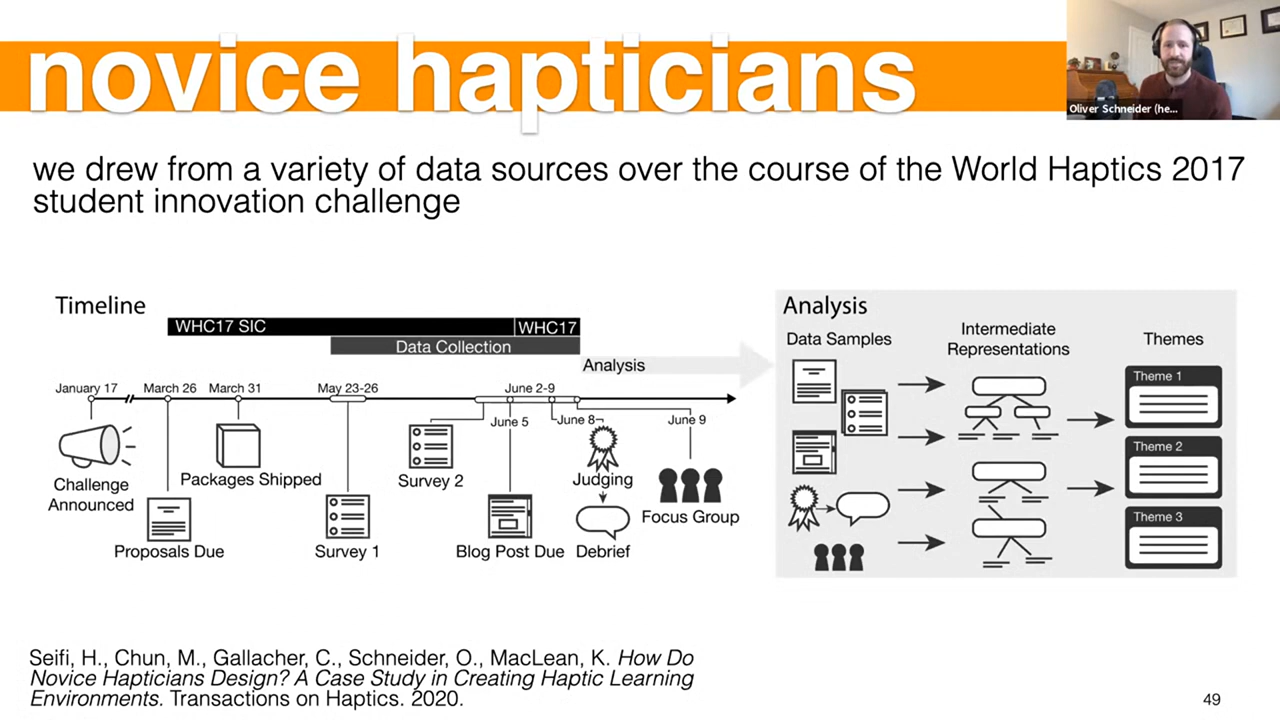 novice hapticians
Oliver Schneider (he...
we drew from a variety of data sources over the course of the World Haptics 2017
student innovation challenge
Timeline
WHC17 SIC
WHC17
Data Collection
Analysis
January 17
March 26
March 31
May 23-26
June 2-9
June 5
June 8
June 9
Challenge
Announced
Packages Shipped
Proposals Due
Survey 1
Survey 2
Blog Post Due
Judging
Debrief
Focus Group
Analysis
Data Samples
Intermediate
Representations
Themes
Theme 1
Theme 2
Theme 3
Seifi, H., Chun, M., Gallacher, C., Schneider, O., MacLean, K. How Do
Novice Hapticians Design? A Case Study in Creating Haptic Learning
Environments. Transactions on Haptics. 2020.
49